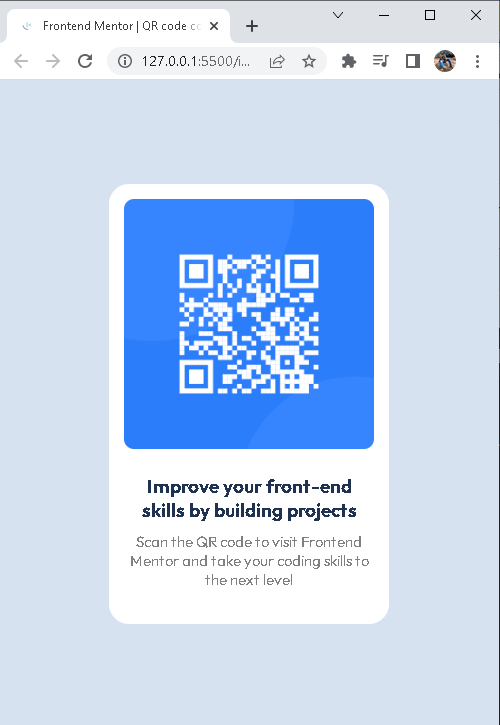 Frontend Mentor | QR code co
127.0.0.1:5500/i...
Improve your front-end
skills by building projects
Scan the QR code to visit Frontend
Mentor and take your coding skills to
the next level